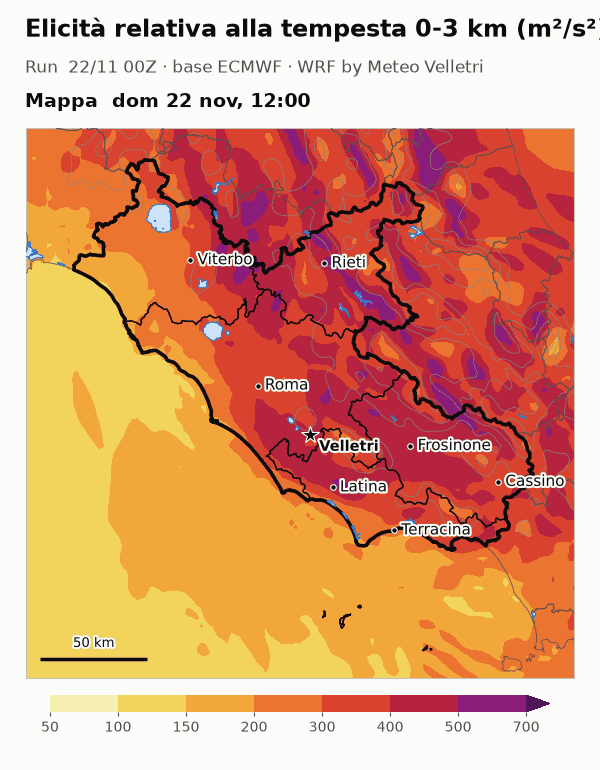 Elicità relativa alla tempesta 0-3 km (m²/s²)
Run  22/11 00Z · base ECMWF · WRF by Meteo Velletri
Mappa  dom 22 nov, 12:00
Viterbo
Rieti
Roma
Velletri
Frosinone
Latina
Cassino
Terracina
50 km
50 100 150 200 300 400 500 700